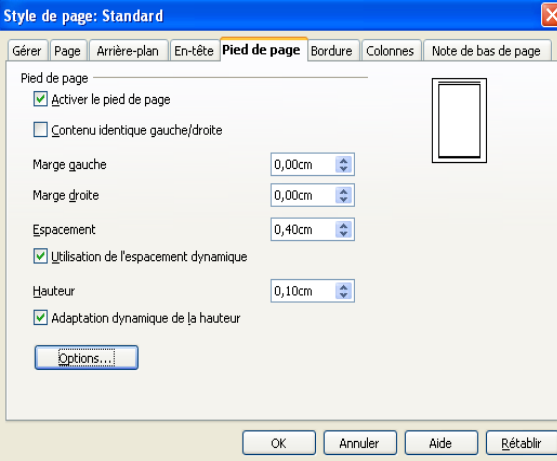 Style de page: Standard
Gérer Page Arrière-plan En-tête Pied de page Bordure Colonnes Note de bas de page
Pied de page
Activer le pied de page
Contenu identique gauche/droite
Marge gauche 0,00cm
Marge droite 0,00cm
Espacement 0,40cm
Utilisation de l'espacement dynamique
Hauteur 0,10cm
Adaptation dynamique de la hauteur
Options...
OK Annuler Aide Rétablir